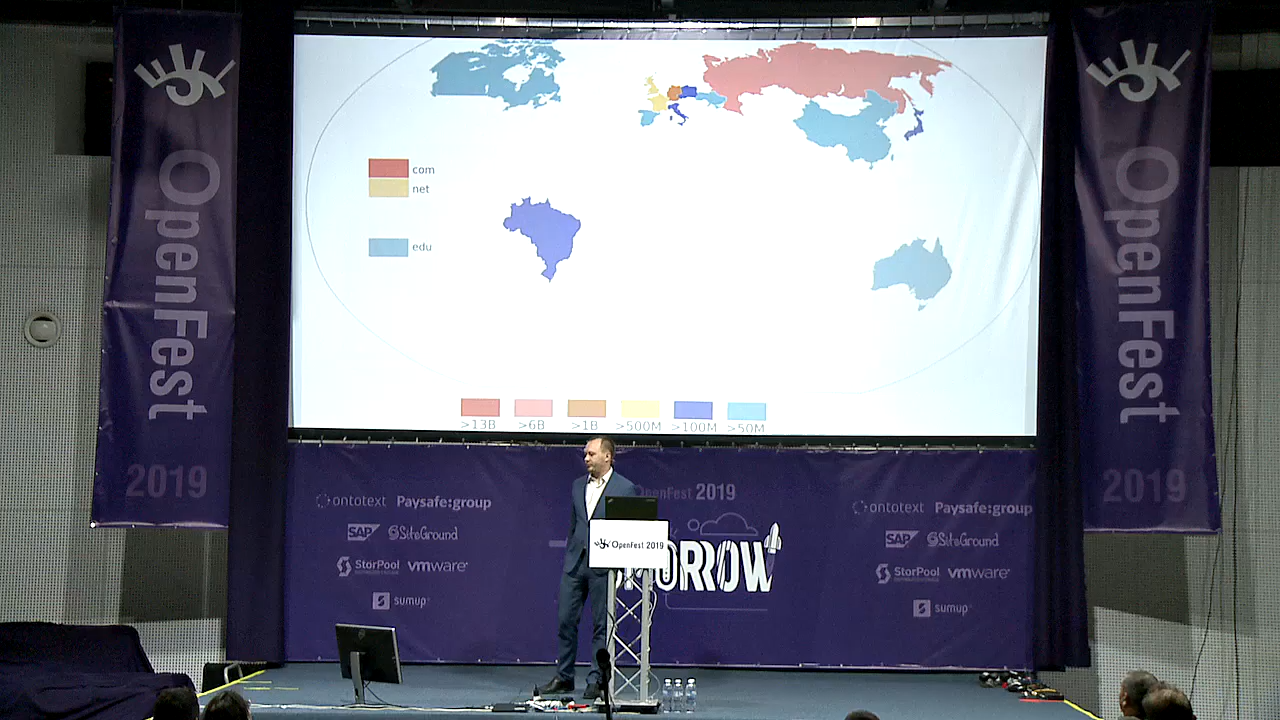 OpenFest
2019
com
net
edu
>13B
>6B
>1B
>500M
>100M
>50M
OpenFest
2019
OpenFest 2019
ontotext
Paysafe:group
SAP
SiteGround
StorPool
vmware
sumup
OpenFest 2019
ORROW
ontotext
Paysafe:group
SAP
SiteGround
StorPool
vmware
sumup